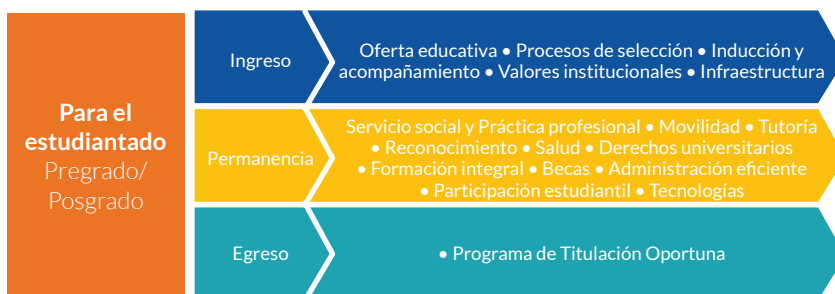 Para el
estudiantado
Pregrado/
Posgrado
Ingreso
Oferta educativa • Procesos de selección • Inducción y
acompañamiento • Valores institucionales • Infraestructura
Permanencia
Servicio social y Práctica profesional • Movilidad • Tutoría
• Reconocimiento • Salud • Derechos universitarios
• Formación integral • Becas • Administración eficiente
• Participación estudiantil • Tecnologías
Egreso
• Programa de Titulación Oportuna